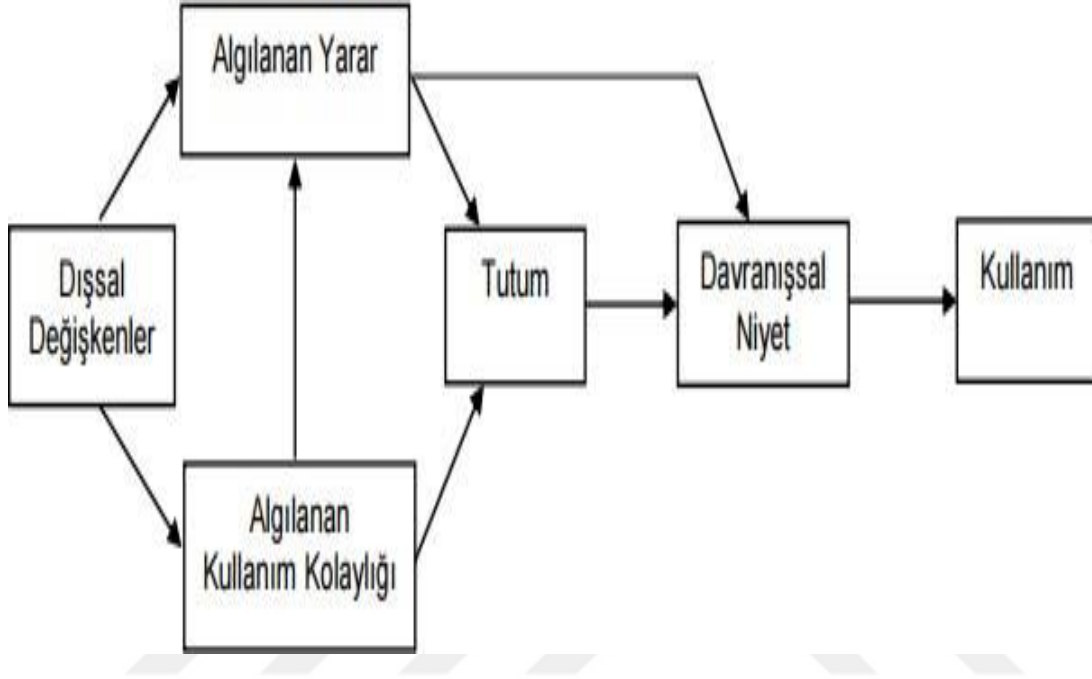 Algılanan Yarar
Dışsal
Değişkenler
Tutum
Davranışsal
Niyet
Kullanım
Algılanan
Kullanım Kolaylığı